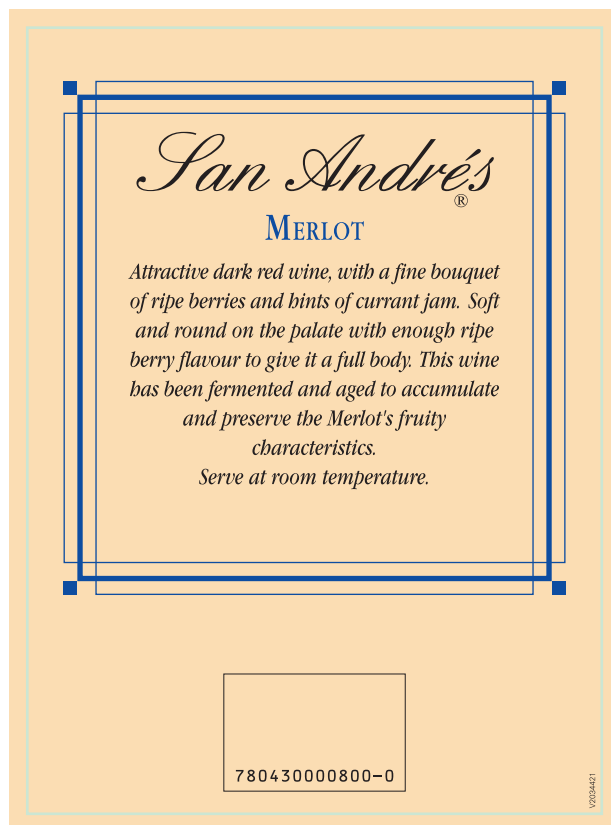 San Andrés
®
MERLOT
Attractive dark red wine, with a fine bouquet
of ripe berries and hints of currant jam. Soft
and round on the palate with enough ripe
berry flavour to give it a full body. This wine
has been fermented and aged to accumulate
and preserve the Merlot's fruity
characteristics.
Serve at room temperature.
780430000800-0
V2034421